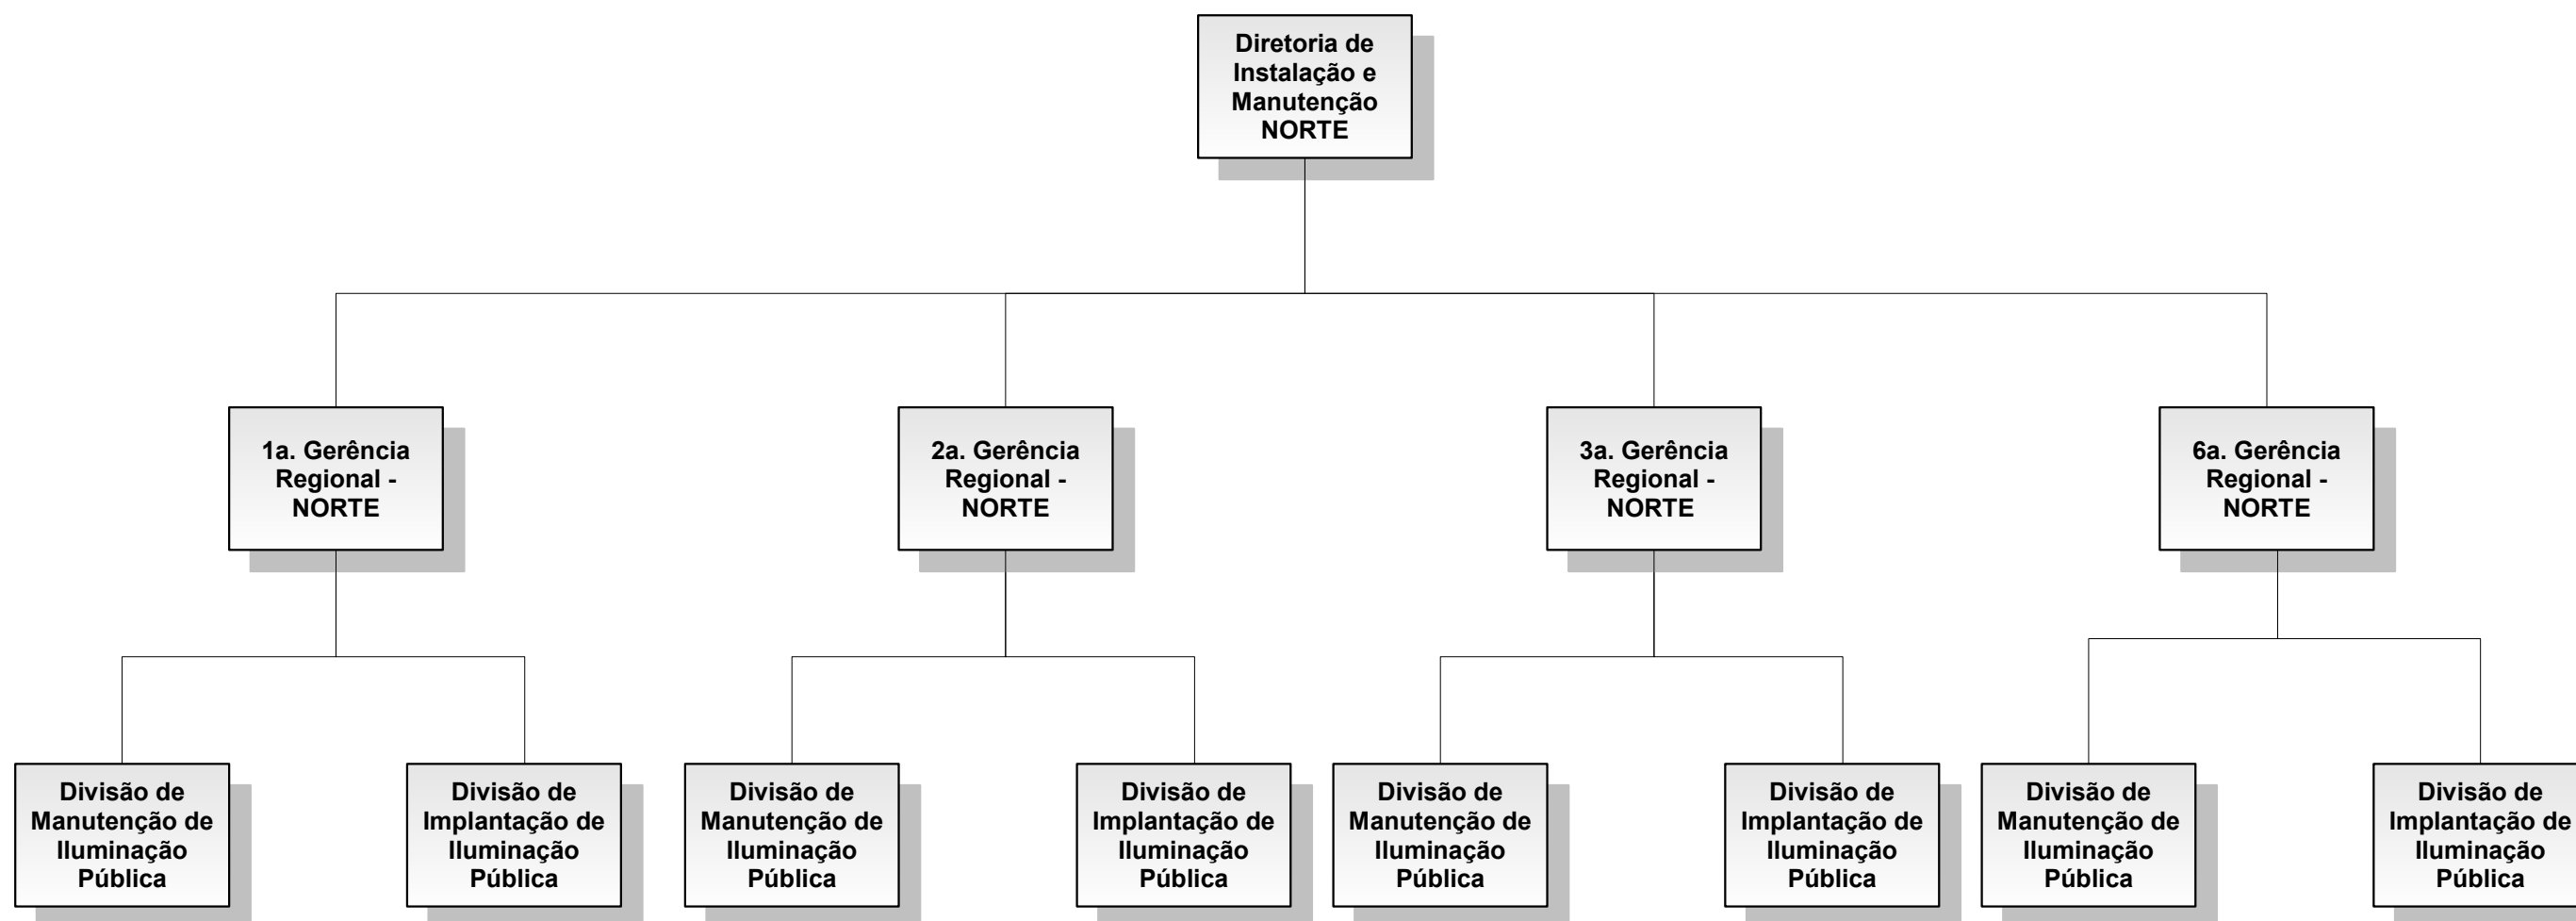 Diretoria de
Instalação e
Manutenção
NORTE
1a. Gerência
Regional -
NORTE
2a. Gerência
Regional -
NORTE
3a. Gerência
Regional -
NORTE
6a. Gerência
Regional -
NORTE
Divisão de
Manutenção de
Iluminação
Pública
Divisão de
Implantação de
Iluminação
Pública
Divisão de
Manutenção de
Iluminação
Pública
Divisão de
Implantação de
Iluminação
Pública
Divisão de
Manutenção de
Iluminação
Pública
Divisão de
Implantação de
Iluminação
Pública
Divisão de
Manutenção de
Iluminação
Pública
Divisão de
Implantação de
Iluminação
Pública